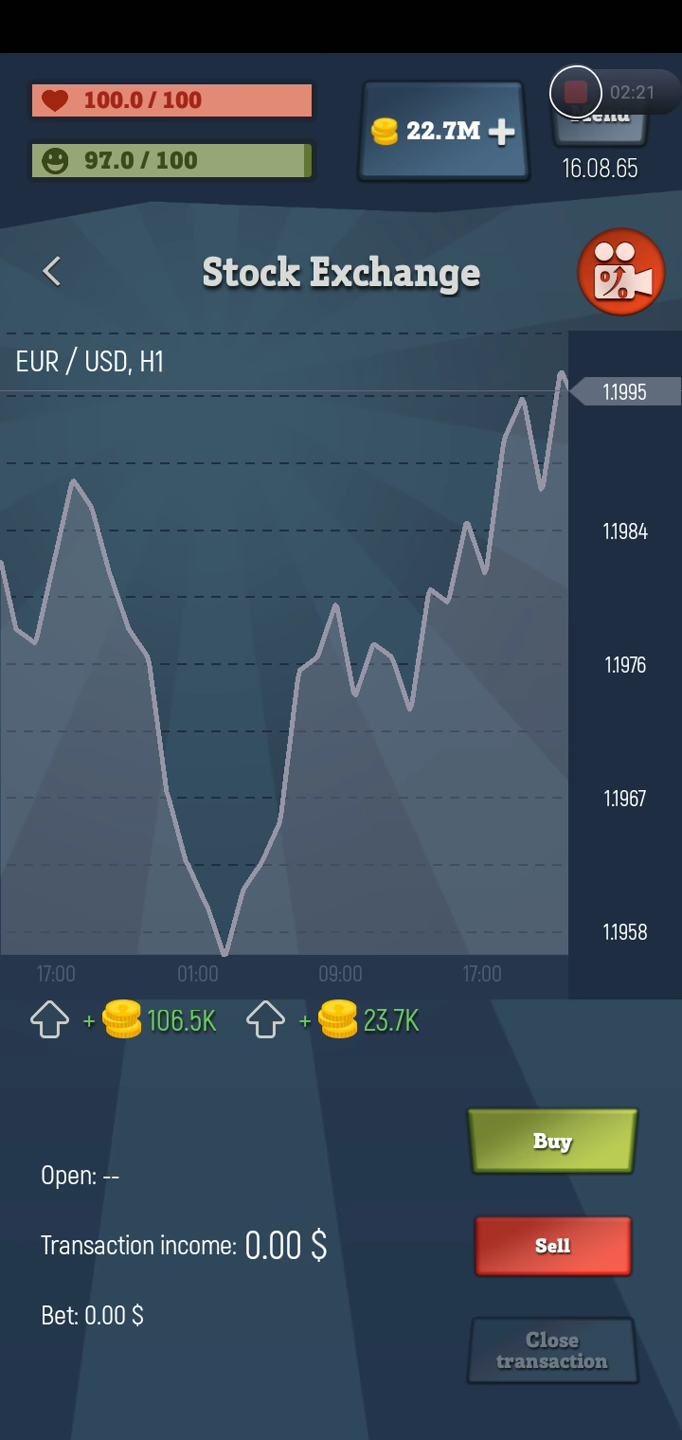 100.0 / 100
22.7M
02:21
Menu
97.0 / 100
16.08.65
Stock Exchange
EUR / USD, H1
1.1995
1.1984
1.1976
1.1967
1.1958
17:00 01:00 09:00 17:00
+ 106.5K + 23.7K
Buy
Open: --
Transaction income: 0.00 $
Sell
Bet: 0.00 $
Close
transaction